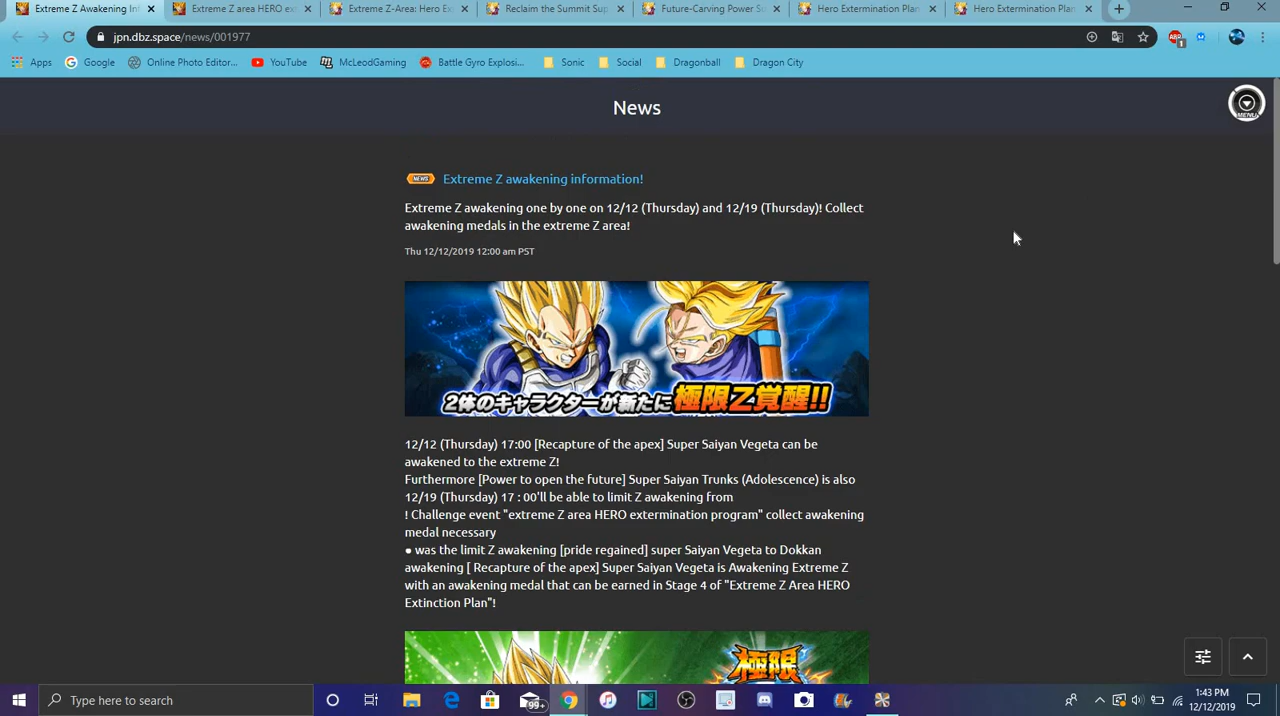 Extreme Z Awakening In
Extreme Z area HERO ex
Extreme Z-Area: Hero Ex
Reclaim the Summit Sup
Future-Carving Power Su
Hero Extermination Plan
Hero Extermination Plan
jpn.dbz.space/news/001977
Apps
Google
Online Photo Editor...
YouTube
McLeodGaming
Battle Gyro Explosi...
Sonic
Social
Dragonball
Dragon City
News
MENU
NEWS Extreme Z awakening information!
Extreme Z awakening one by one on 12/12 (Thursday) and 12/19 (Thursday)! Collect
awakening medals in the extreme Z area!
Thu 12/12/2019 12:00 am PST
2体のキャラクターが新たに極限Z覚醒!!
12/12 (Thursday) 17:00 [Recapture of the apex] Super Saiyan Vegeta can be
awakened to the extreme Z!
Furthermore [Power to open the future] Super Saiyan Trunks (Adolescence) is also
12/19 (Thursday) 17 : 00'll be able to limit Z awakening from
! Challenge event "extreme Z area HERO extermination program" collect awakening
medal necessary
● was the limit Z awakening [pride regained] super Saiyan Vegeta to Dokkan
awakening [ Recapture of the apex] Super Saiyan Vegeta is Awakening Extreme Z
with an awakening medal that can be earned in Stage 4 of "Extreme Z Area HERO
Extinction Plan"!
極限
Type here to search
99+
1:43 PM
12/12/2019